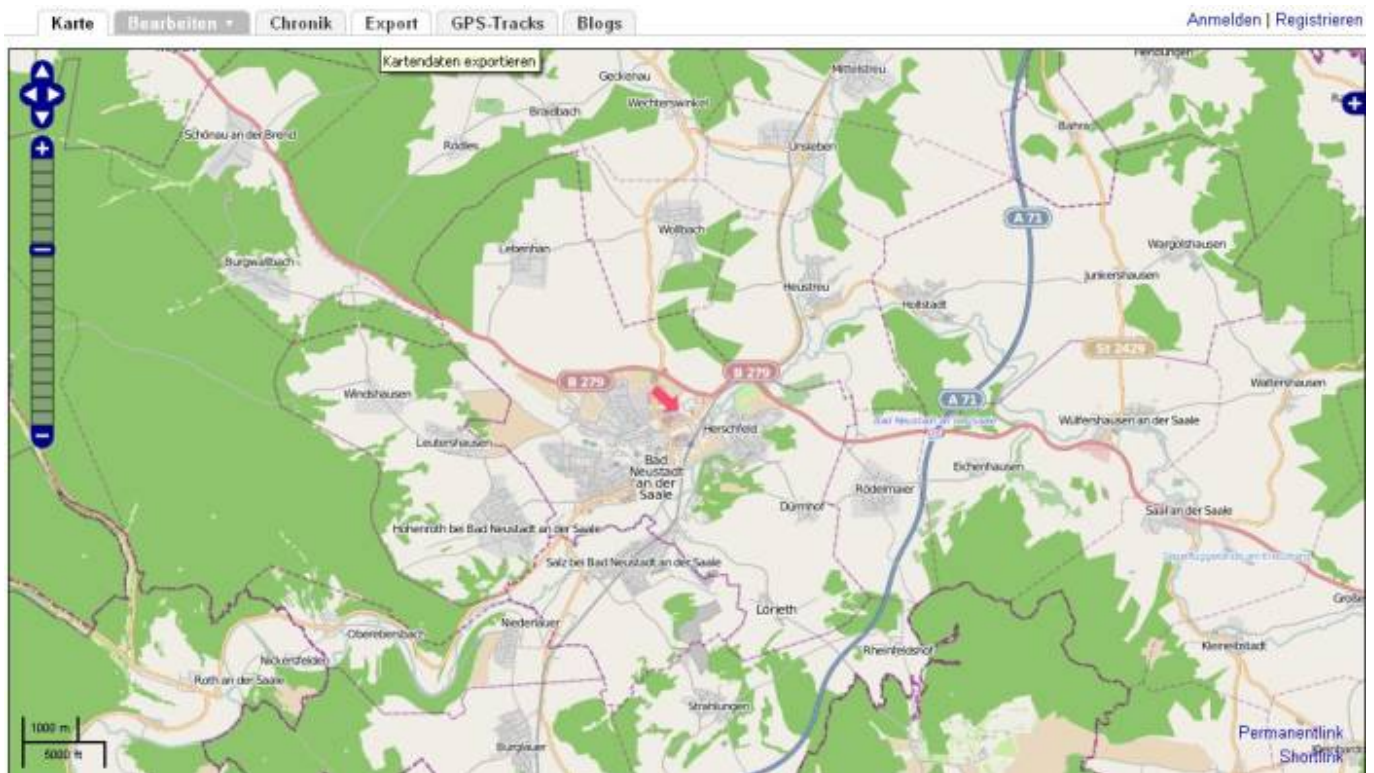 Karte
Bearbeiten
Chronik
Export
GPS-Tracks
Blogs
Anmelden | Registrieren
Kartendaten exportieren
Geckenau
Mittelstreu
Hendungen
Wechterswinkel
Braidbach
Schönau an der Brend
Rödles
Unsleben
Bahra
A 71
Wollbach
Wargolshausen
Lebenhan
Burgwallbach
Junkershausen
Heustreu
Hollstadt
St 2429
B 279
B 279
Windshausen
A 71
Waltershausen
Herschfeld
Wülfershausen an der Saale
Leutershausen
Bad
Neustadt
an der
Saale
Eichenhausen
Rödelmaier
Dürrnhof
Saal an der Saale
Hohenroth bei Bad Neustadt an der Saale
Salz bei Bad Neustadt an der Saale
Große
Lörieth
Niederlauer
Oberebersbach
Rheinfeldshof
Kleineibstadt
Nickersfelden
Roth an der Saale
Strahlungen
1000 m
5000 ft
Burglauer
Permanentlink
Shortlink